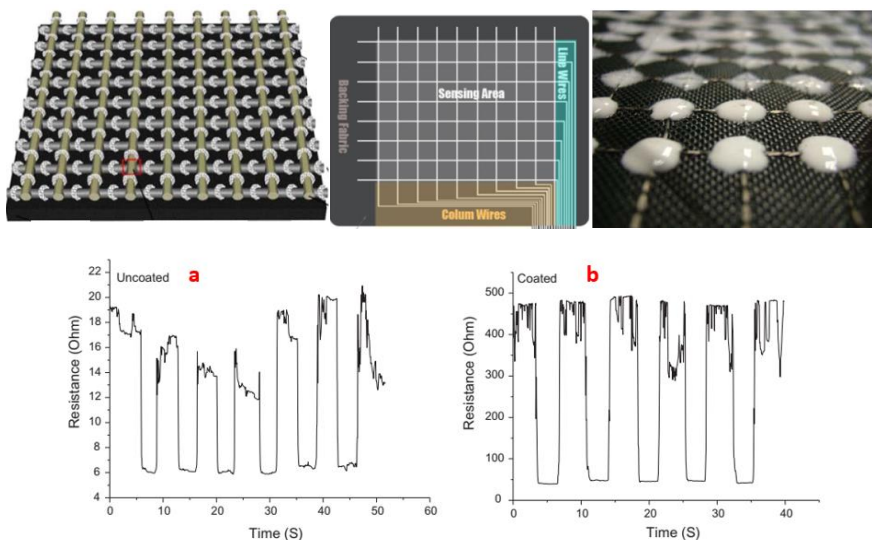 Backing Fabric
Sensing Area
Line Wires
Colum Wires
Uncoated
a
Resistance (Ohm)
22
20
18
16
14
12
10
8
6
4
0
10
20
30
40
50
60
Time (S)
Coated
b
Resistance (Ohm)
500
400
300
200
100
0
0
10
20
30
40
50
Time (S)